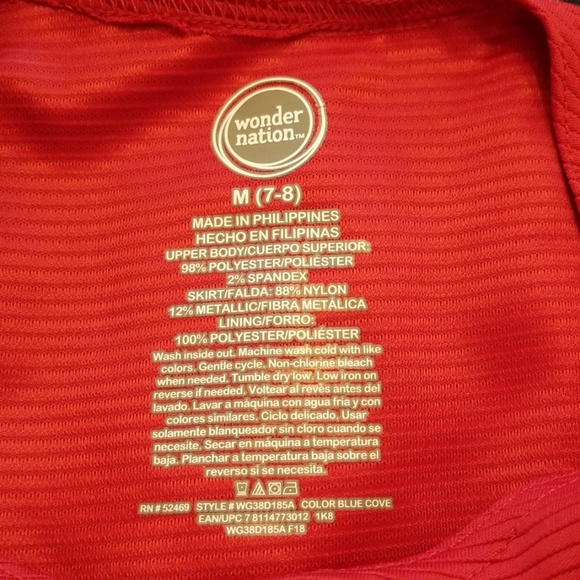 wonder
nation™
M (7-8)
MADE IN PHILIPPINES
HECHO EN FILIPINAS
UPPER BODY/CUERPO SUPERIOR:
98% POLYESTER/POLIÉSTER
2% SPANDEX
SKIRT/FALDA: 88% NYLON
12% METALLIC/FIBRA METÁLICA
LINING/FORRO:
100% POLYESTER/POLIÉSTER
Wash inside out. Machine wash cold with like
colors. Gentle cycle. Non-chlorine bleach
when needed. Tumble dry low. Low iron on
reverse if needed. Voltear al revés antes del
lavado. Lavar a máquina con agua fría y con
colores similares. Ciclo delicado. Usar
solamente blanqueador sin cloro cuando se
necesite. Secar en máquina a temperatura
baja. Planchar a temperatura baja sobre el
reverso si se necesita.
RN # 52469 STYLE # WG38D185A COLOR BLUE COVE
EAN/UPC 7 8114773012 1K8
WG38D185A F18